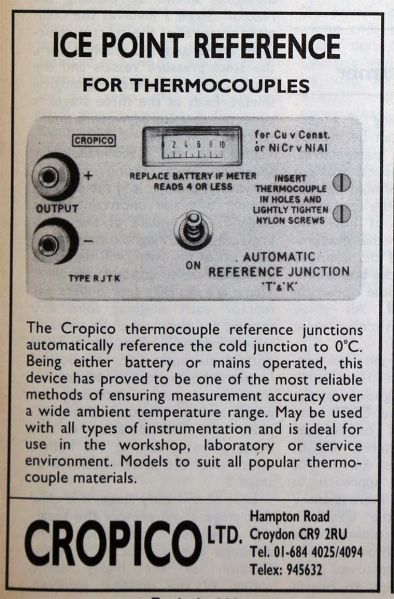 ICE POINT REFERENCE
FOR THERMOCOUPLES
CROPICO
0 2 4 6 8 10
for Cu v Const.
or NiCr v NiAl
+
REPLACE BATTERY IF METER
READS 4 OR LESS
INSERT
THERMOCOUPLE
IN HOLES AND
LIGHTLY TIGHTEN
NYLON SCREWS
OUTPUT
−
ON
AUTOMATIC
REFERENCE JUNCTION
'T'&'K'
TYPE RJTK
The Cropico thermocouple reference junctions
automatically reference the cold junction to 0°C.
Being either battery or mains operated, this
device has proved to be one of the most reliable
methods of ensuring measurement accuracy over
a wide ambient temperature range. May be used
with all types of instrumentation and is ideal for
use in the workshop, laboratory or service
environment. Models to suit all popular thermo-
couple materials.
CROPICO LTD.
Hampton Road
Croydon CR9 2RU
Tel. 01-684 4025/4094
Telex: 945632